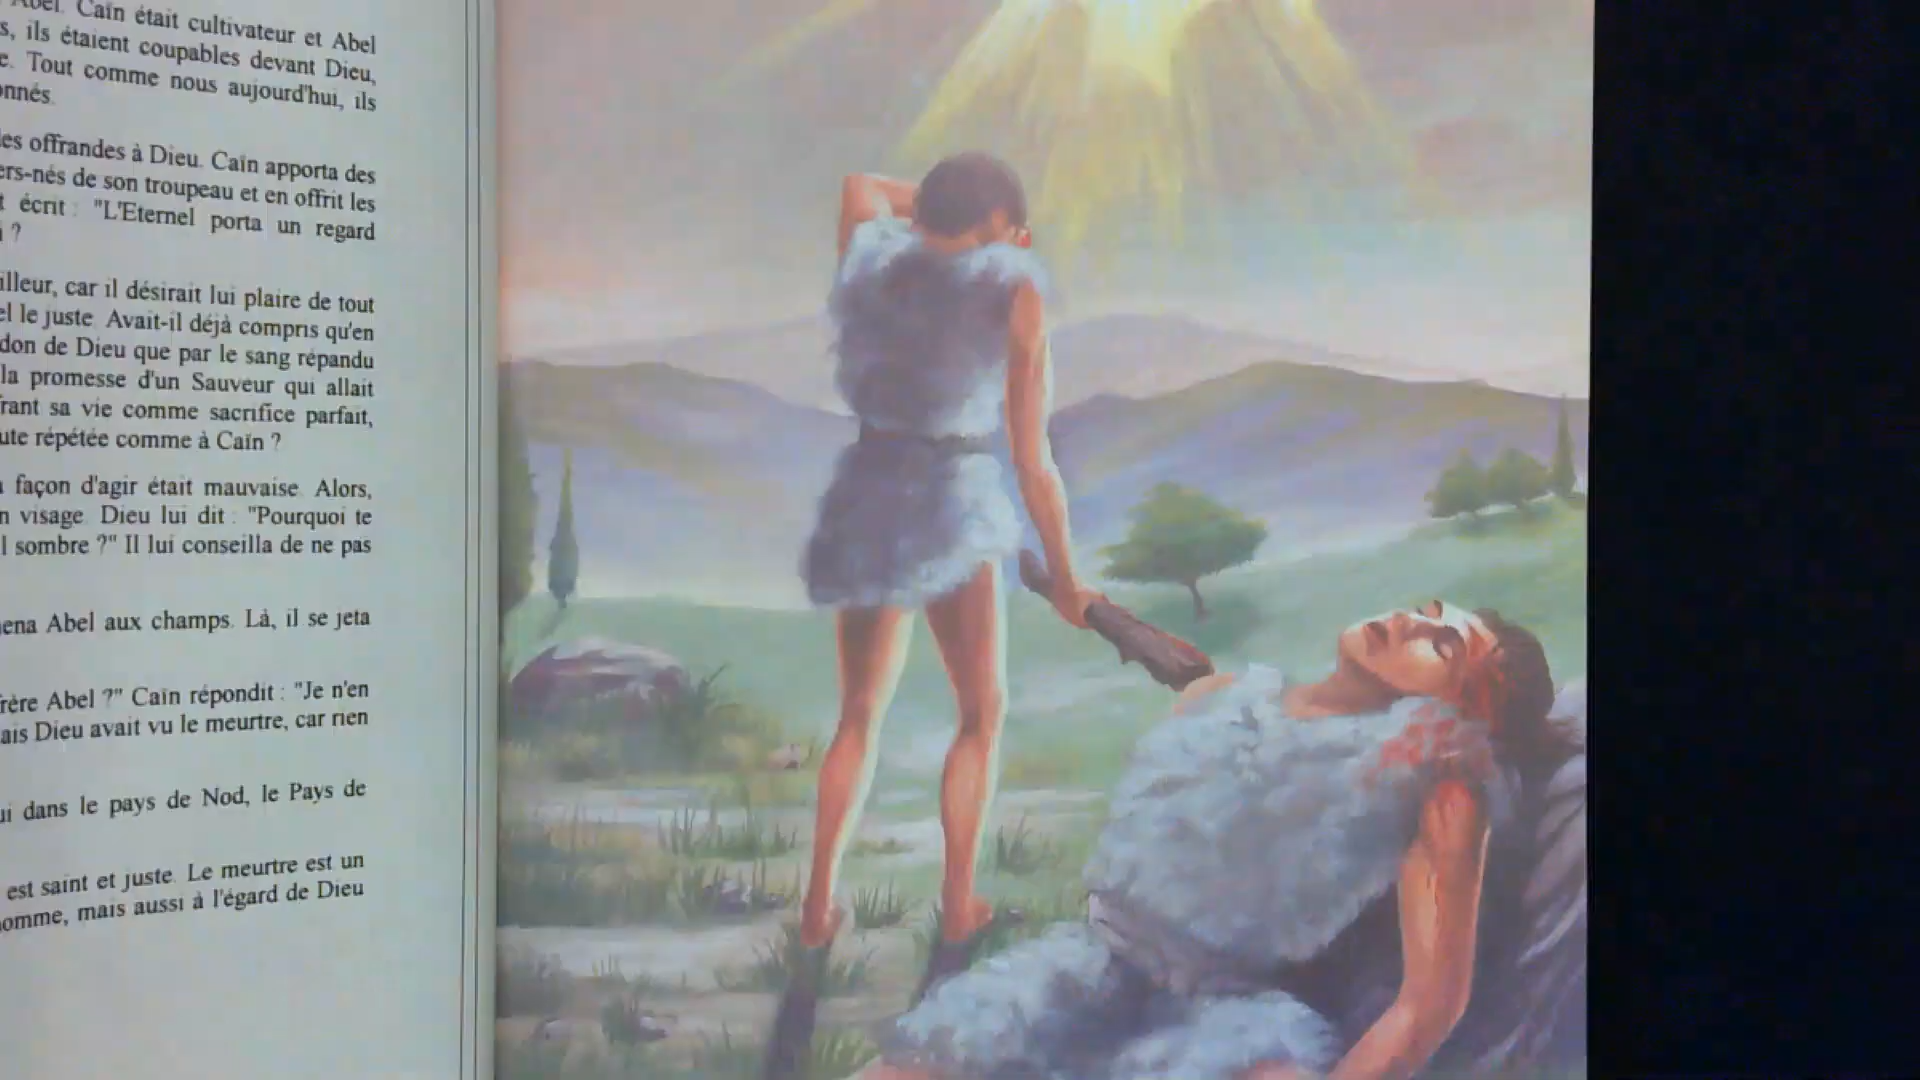 Abel. Caïn était cultivateur et Abel
s, ils étaient coupables devant Dieu,
e. Tout comme nous aujourd'hui, ils
onnés.
les offrandes à Dieu. Caïn apporta des
ers-nés de son troupeau et en offrit les
t écrit : "L'Eternel porta un regard
i ?
illeur, car il désirait lui plaire de tout
el le juste. Avait-il déjà compris qu'en
don de Dieu que par le sang répandu
la promesse d'un Sauveur qui allait
frant sa vie comme sacrifice parfait,
ute répétée comme à Caïn ?
a façon d'agir était mauvaise. Alors,
n visage. Dieu lui dit : "Pourquoi te
l sombre ?" Il lui conseilla de ne pas
ena Abel aux champs. Là, il se jeta
rère Abel ?" Caïn répondit : "Je n'en
ais Dieu avait vu le meurtre, car rien
ui dans le pays de Nod, le Pays de
est saint et juste. Le meurtre est un
omme, mais aussi à l'égard de Dieu